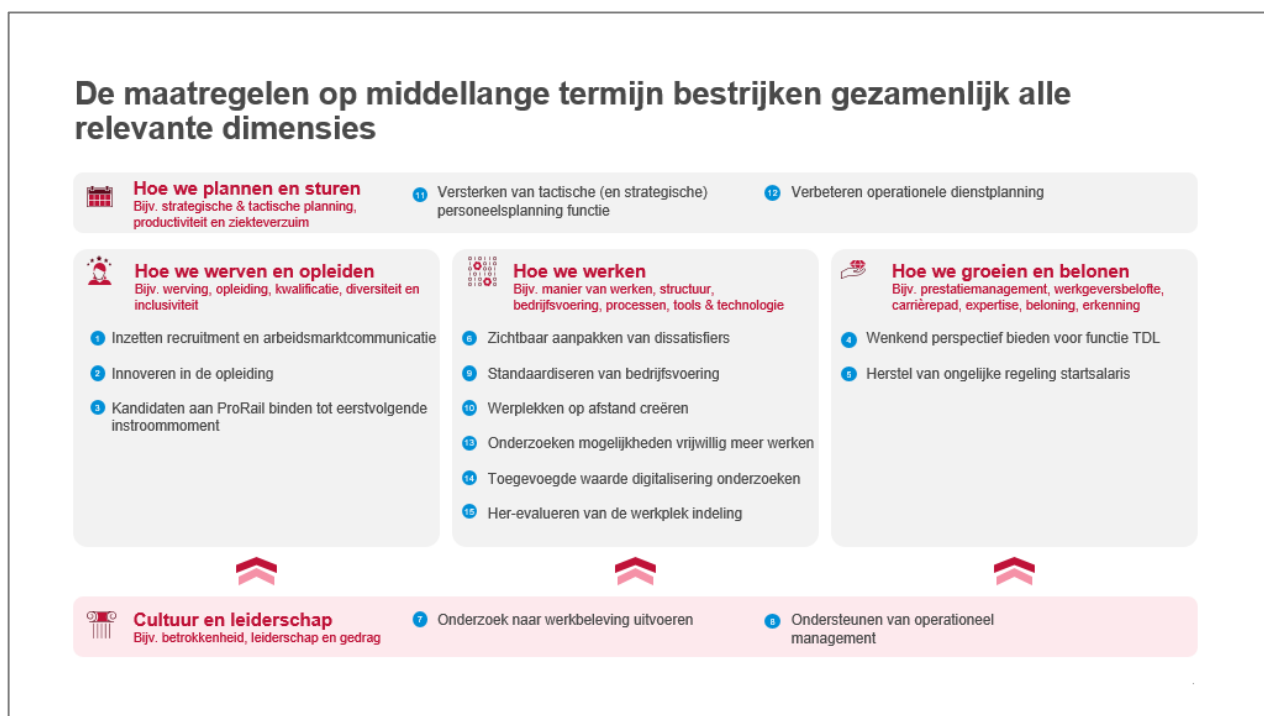 De maatregelen op middellange termijn bestrijken gezamenlijk alle
relevante dimensies
Hoe we plannen en sturen
Bijv. strategische & tactische planning,
productiviteit en ziekteverzuim
11 Versterken van tactische (en strategische)
personeelsplanning functie
12 Verbeteren operationele dienstplanning
Hoe we werven en opleiden
Bijv. werving, opleiding, kwalificatie, diversiteit en
inclusiviteit
1 Inzetten recruitment en arbeidsmarktcommunicatie
2 Innoveren in de opleiding
3 Kandidaten aan ProRail binden tot eerstvolgende
instroommoment
Hoe we werken
Bijv. manier van werken, structuur,
bedrijfsvoering, processen, tools & technologie
6 Zichtbaar aanpakken van dissatisfiers
9 Standaardiseren van bedrijfsvoering
10 Werplekken op afstand creëren
13 Onderzoeken mogelijkheden vrijwillig meer werken
14 Toegevoegde waarde digitalisering onderzoeken
15 Her-evalueren van de werkplek indeling
Hoe we groeien en belonen
Bijv. prestatiemanagement, werkgeversbelofte,
carrièrepad, expertise, beloning, erkenning
4 Wenkend perspectief bieden voor functie TDL
5 Herstel van ongelijke regeling startsalaris
Cultuur en leiderschap
Bijv. betrokkenheid, leiderschap en gedrag
7 Onderzoek naar werkbeleving uitvoeren
8 Ondersteunen van operationeel
management